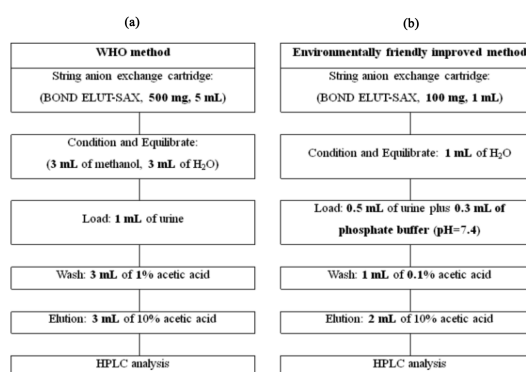 (a)
WHO method
String anion exchange cartridge:
(BOND ELUT-SAX, 500 mg, 5 mL)
Condition and Equilibrate:
(3 mL of methanol, 3 mL of H₂O)
Load: 1 mL of urine
Wash: 3 mL of 1% acetic acid
Elution: 3 mL of 10% acetic acid
HPLC analysis
(b)
Environmentally friendly improved method
String anion exchange cartridge:
(BOND ELUT-SAX, 100 mg, 1 mL)
Condition and Equilibrate: 1 mL of H₂O
Load: 0.5 mL of urine plus 0.3 mL of
phosphate buffer (pH=7.4)
Wash: 1 mL of 0.1% acetic acid
Elution: 2 mL of 10% acetic acid
HPLC analysis